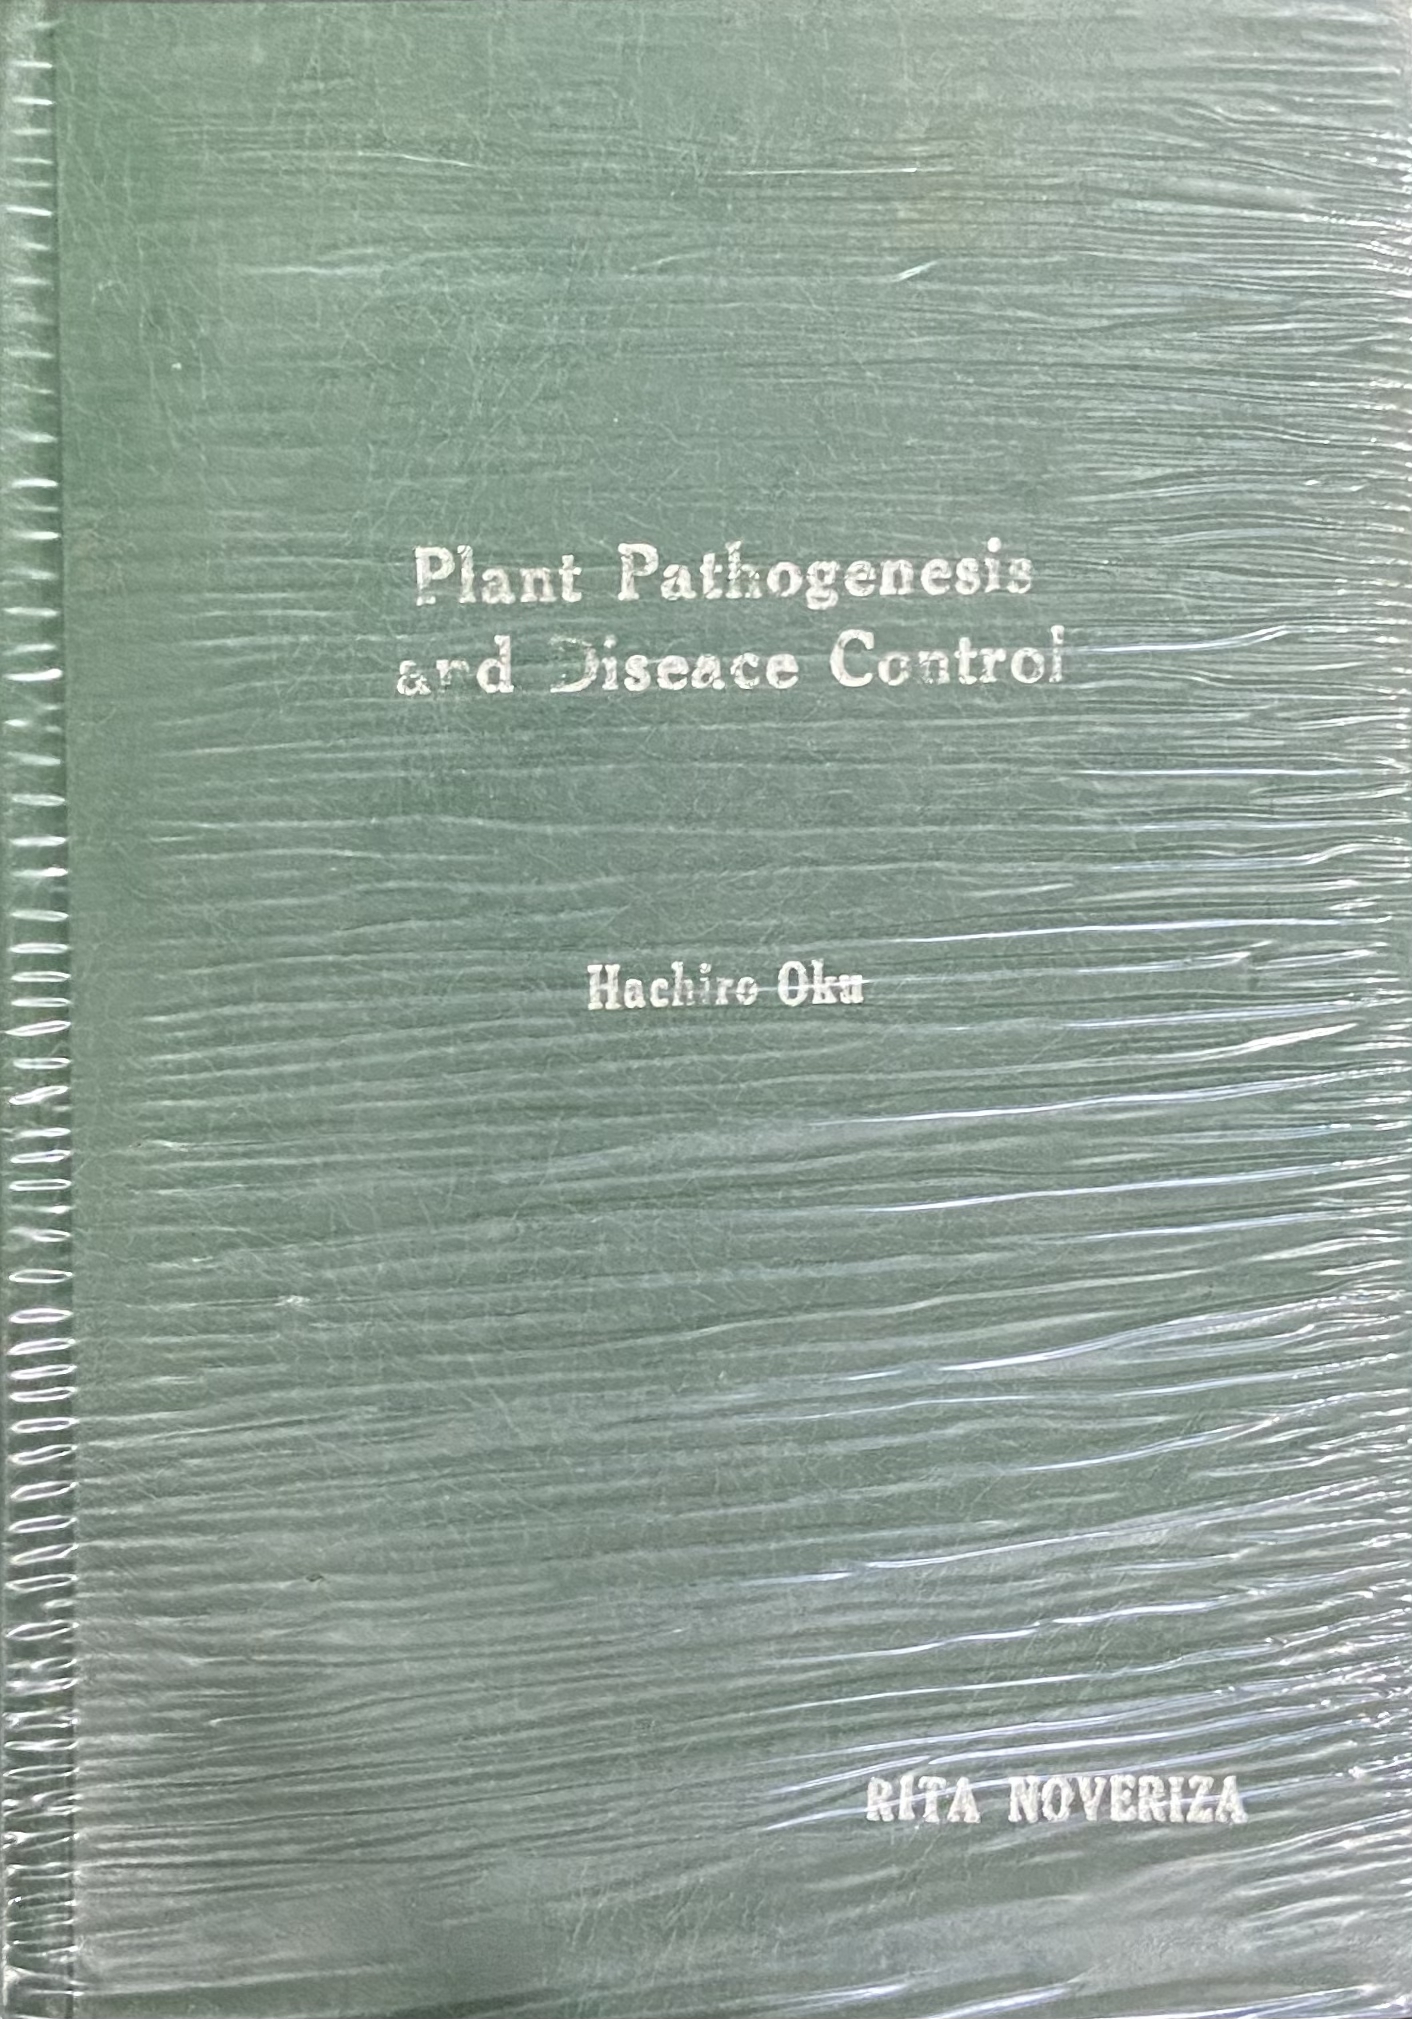 Plant Pathogenesis
and Diseace Control
Hachiro Oku
RITA NOVERIZA